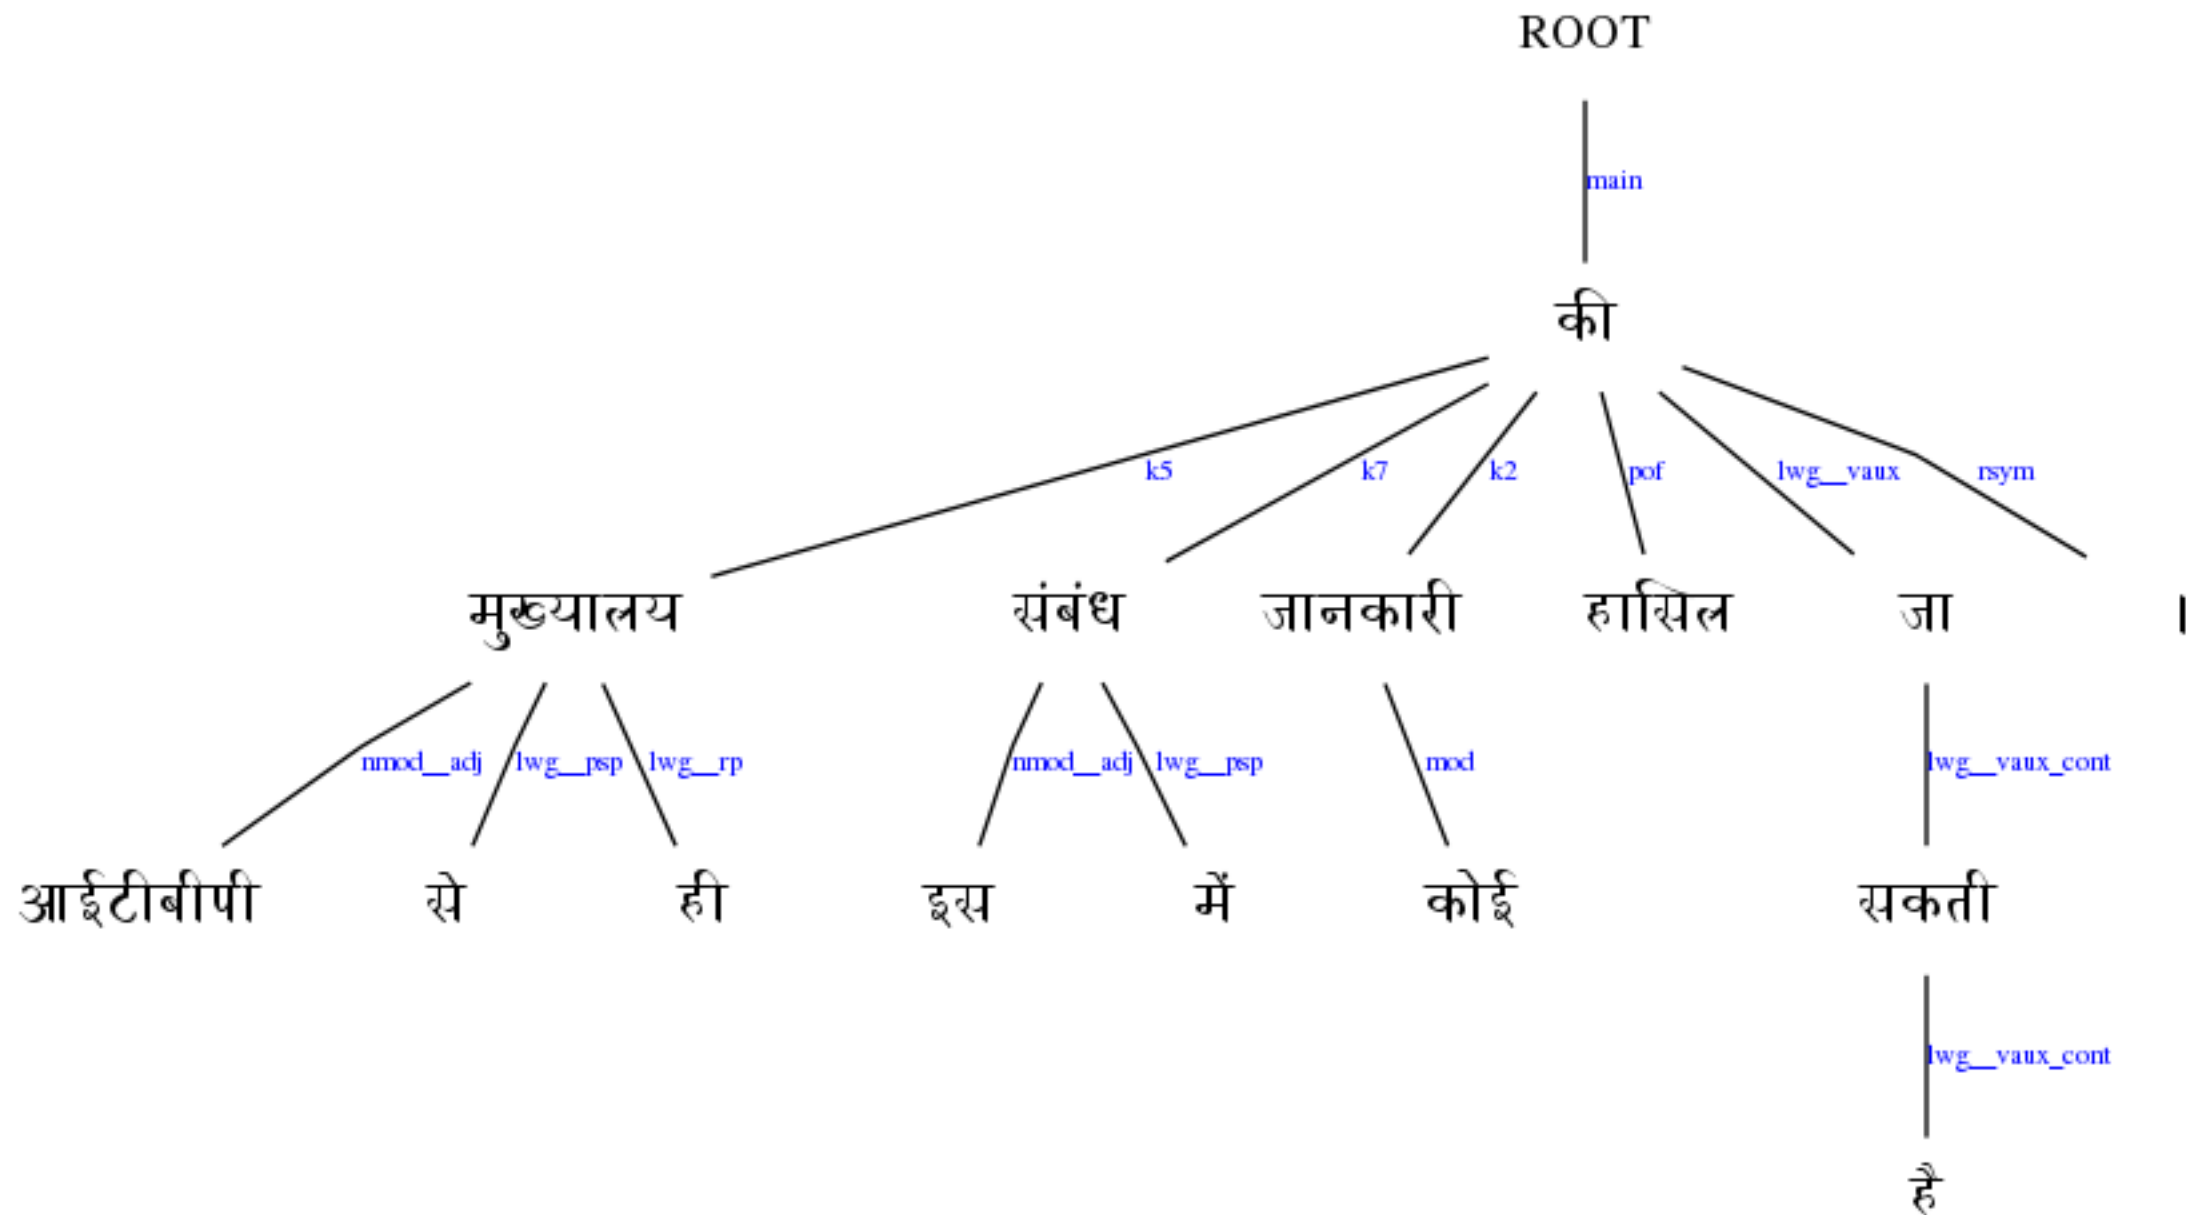 ROOT
main
की
k5 k7 k2 pof lwg__vaux rsym
मुख्यालय संबंध जानकारी हासिल जा ।
nmod__adj lwg__psp lwg__rp nmod__adj lwg__psp mod lwg__vaux_cont
आईटीबीपी से ही इस में कोई सकती
lwg__vaux_cont
है